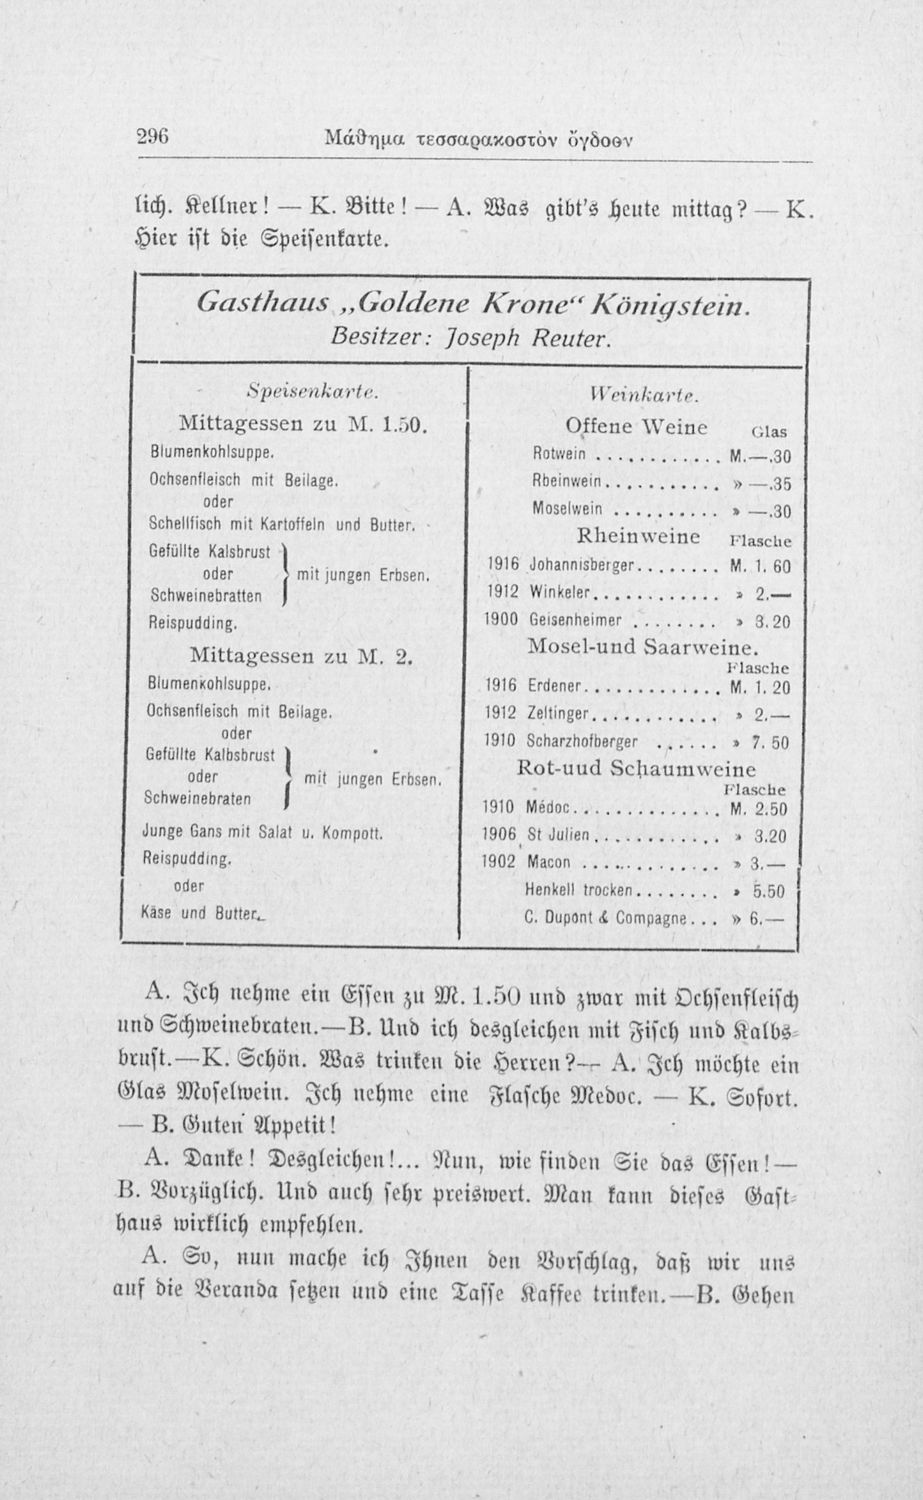 296 Μάθημα τεσσαρακοστὸν ὄγδοον
lich. Kellner! — K. Bitte! — A. Was gibt's heute mittag? — K.
Hier ist die Speisenkarte.
Gasthaus „Goldene Krone“ Königstein.
Besitzer: Joseph Reuter.
Speisenkarte.
Mittagessen zu M. 1.50.
Blumenkohlsuppe.
Ochsenfleisch mit Beilage.
oder
Schellfisch mit Kartoffeln und Butter.
Gefüllte Kalsbrust
oder } mit jungen Erbsen.
Schweinebratten
Reispudding.
Mittagessen zu M. 2.
Blumenkohlsuppe.
Ochsenfleisch mit Beilage.
oder
Gefüllte Kalbsbrust
oder } mit jungen Erbsen.
Schweinebraten
Junge Gans mit Salat u. Kompott.
Reispudding.
oder
Käse und Butter.
Weinkarte.
Offene Weine Glas
Rotwein ............ M.—.30
Rbeinwein........... » —.35
Moselwein .......... » —.30
Rheinweine Flasche
1916 Johannisberger........ M. 1. 60
1912 Winkeler............ » 2.—
1900 Geisenheimer ........ » 3.20
Mosel-und Saarweine.
Flasche
1916 Erdener............. M. 1. 20
1912 Zeltinger............ » 2.—
1910 Scharzhofberger ...... » 7. 50
Rot-uud Schaumweine
Flasche
1910 Médoc.............. M. 2.50
1906 St Julien............ » 3.20
1902 Macon ............. » 3.—
Henkell trocken........ » 5.50
C. Dupont & Compagne... » 6.—
A. Ich nehme ein Essen zu M. 1.50 und zwar mit Ochsenfleisch
und Schweinebraten.—B. Und ich desgleichen mit Fisch und Kalbs-
brust.—K. Schön. Was trinken die Herren?— A. Ich möchte ein
Glas Moselwein. Ich nehme eine Flasche Medoc. — K. Sofort.
— B. Guten Appetit!
A. Danke! Desgleichen!... Nun, wie finden Sie das Essen!—
B. Vorzüglich. Und auch sehr preiswert. Man kann dieses Gast-
haus wirklich empfehlen.
A. So, nun mache ich Ihnen den Vorschlag, daß wir uns
auf die Veranda setzen und eine Tasse Kaffee trinken.—B. Gehen